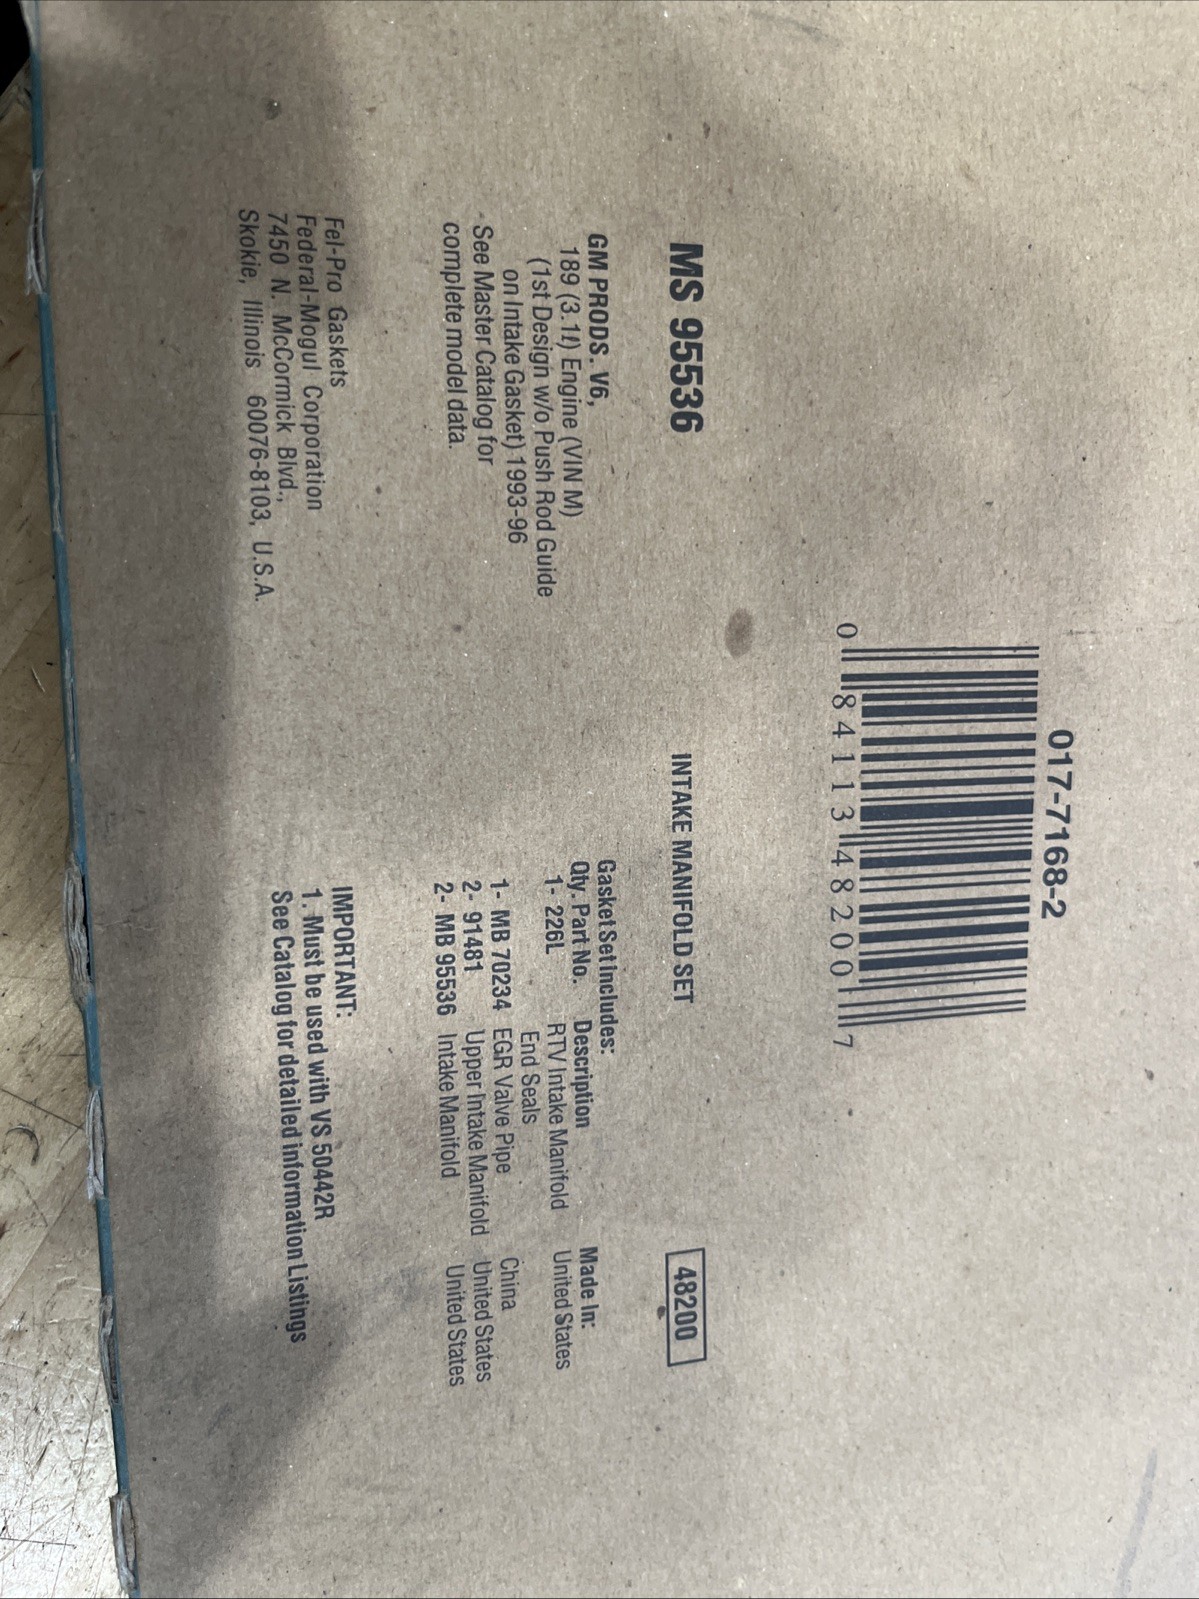 017-7168-2
0 84113 48200 7
MS 95536
INTAKE MANIFOLD SET
48200
GM PRODS. V6,
189 (3.1ℓ) Engine (VIN M)
(1st Design w/o Push Rod Guide
on Intake Gasket) 1993-96
See Master Catalog for
complete model data.
Gasket Set Includes:
Qty. Part No. Description Made In:
1- 226L RTV Intake Manifold United States
End Seals
1- MB 70234 EGR Valve Pipe China
2- 91481 Upper Intake Manifold United States
2- MB 95536 Intake Manifold United States
Fel-Pro Gaskets
Federal-Mogul Corporation
7450 N. McCormick Blvd.,
Skokie, Illinois 60076-8103, U.S.A.
IMPORTANT:
1. Must be used with VS 50442R
See Catalog for detailed information Listings